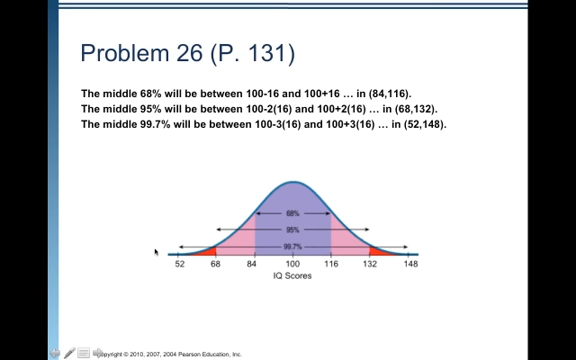 Problem 26 (P. 131)
The middle 68% will be between 100-16 and 100+16 … in (84,116).
The middle 95% will be between 100-2(16) and 100+2(16) … in (68,132).
The middle 99.7% will be between 100-3(16) and 100+3(16) … in (52,148).
68%
95%
99.7%
52 68 84 100 116 132 148
IQ Scores
opyright © 2010, 2007, 2004 Pearson Education, Inc.